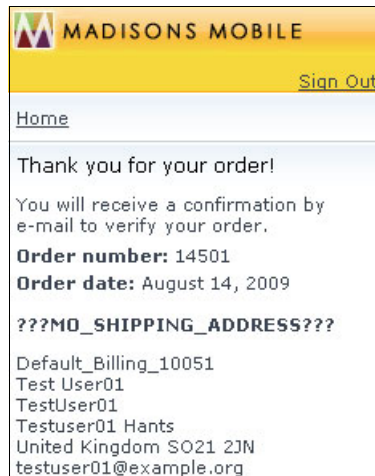 MADISONS MOBILE
Sign Out
Home
Thank you for your order!
You will receive a confirmation by
e-mail to verify your order.
Order number: 14501
Order date: August 14, 2009
???MO_SHIPPING_ADDRESS???
Default_Billing_10051
Test User01
TestUser01
Testuser01 Hants
United Kingdom SO21 2JN
testuser01@example.org